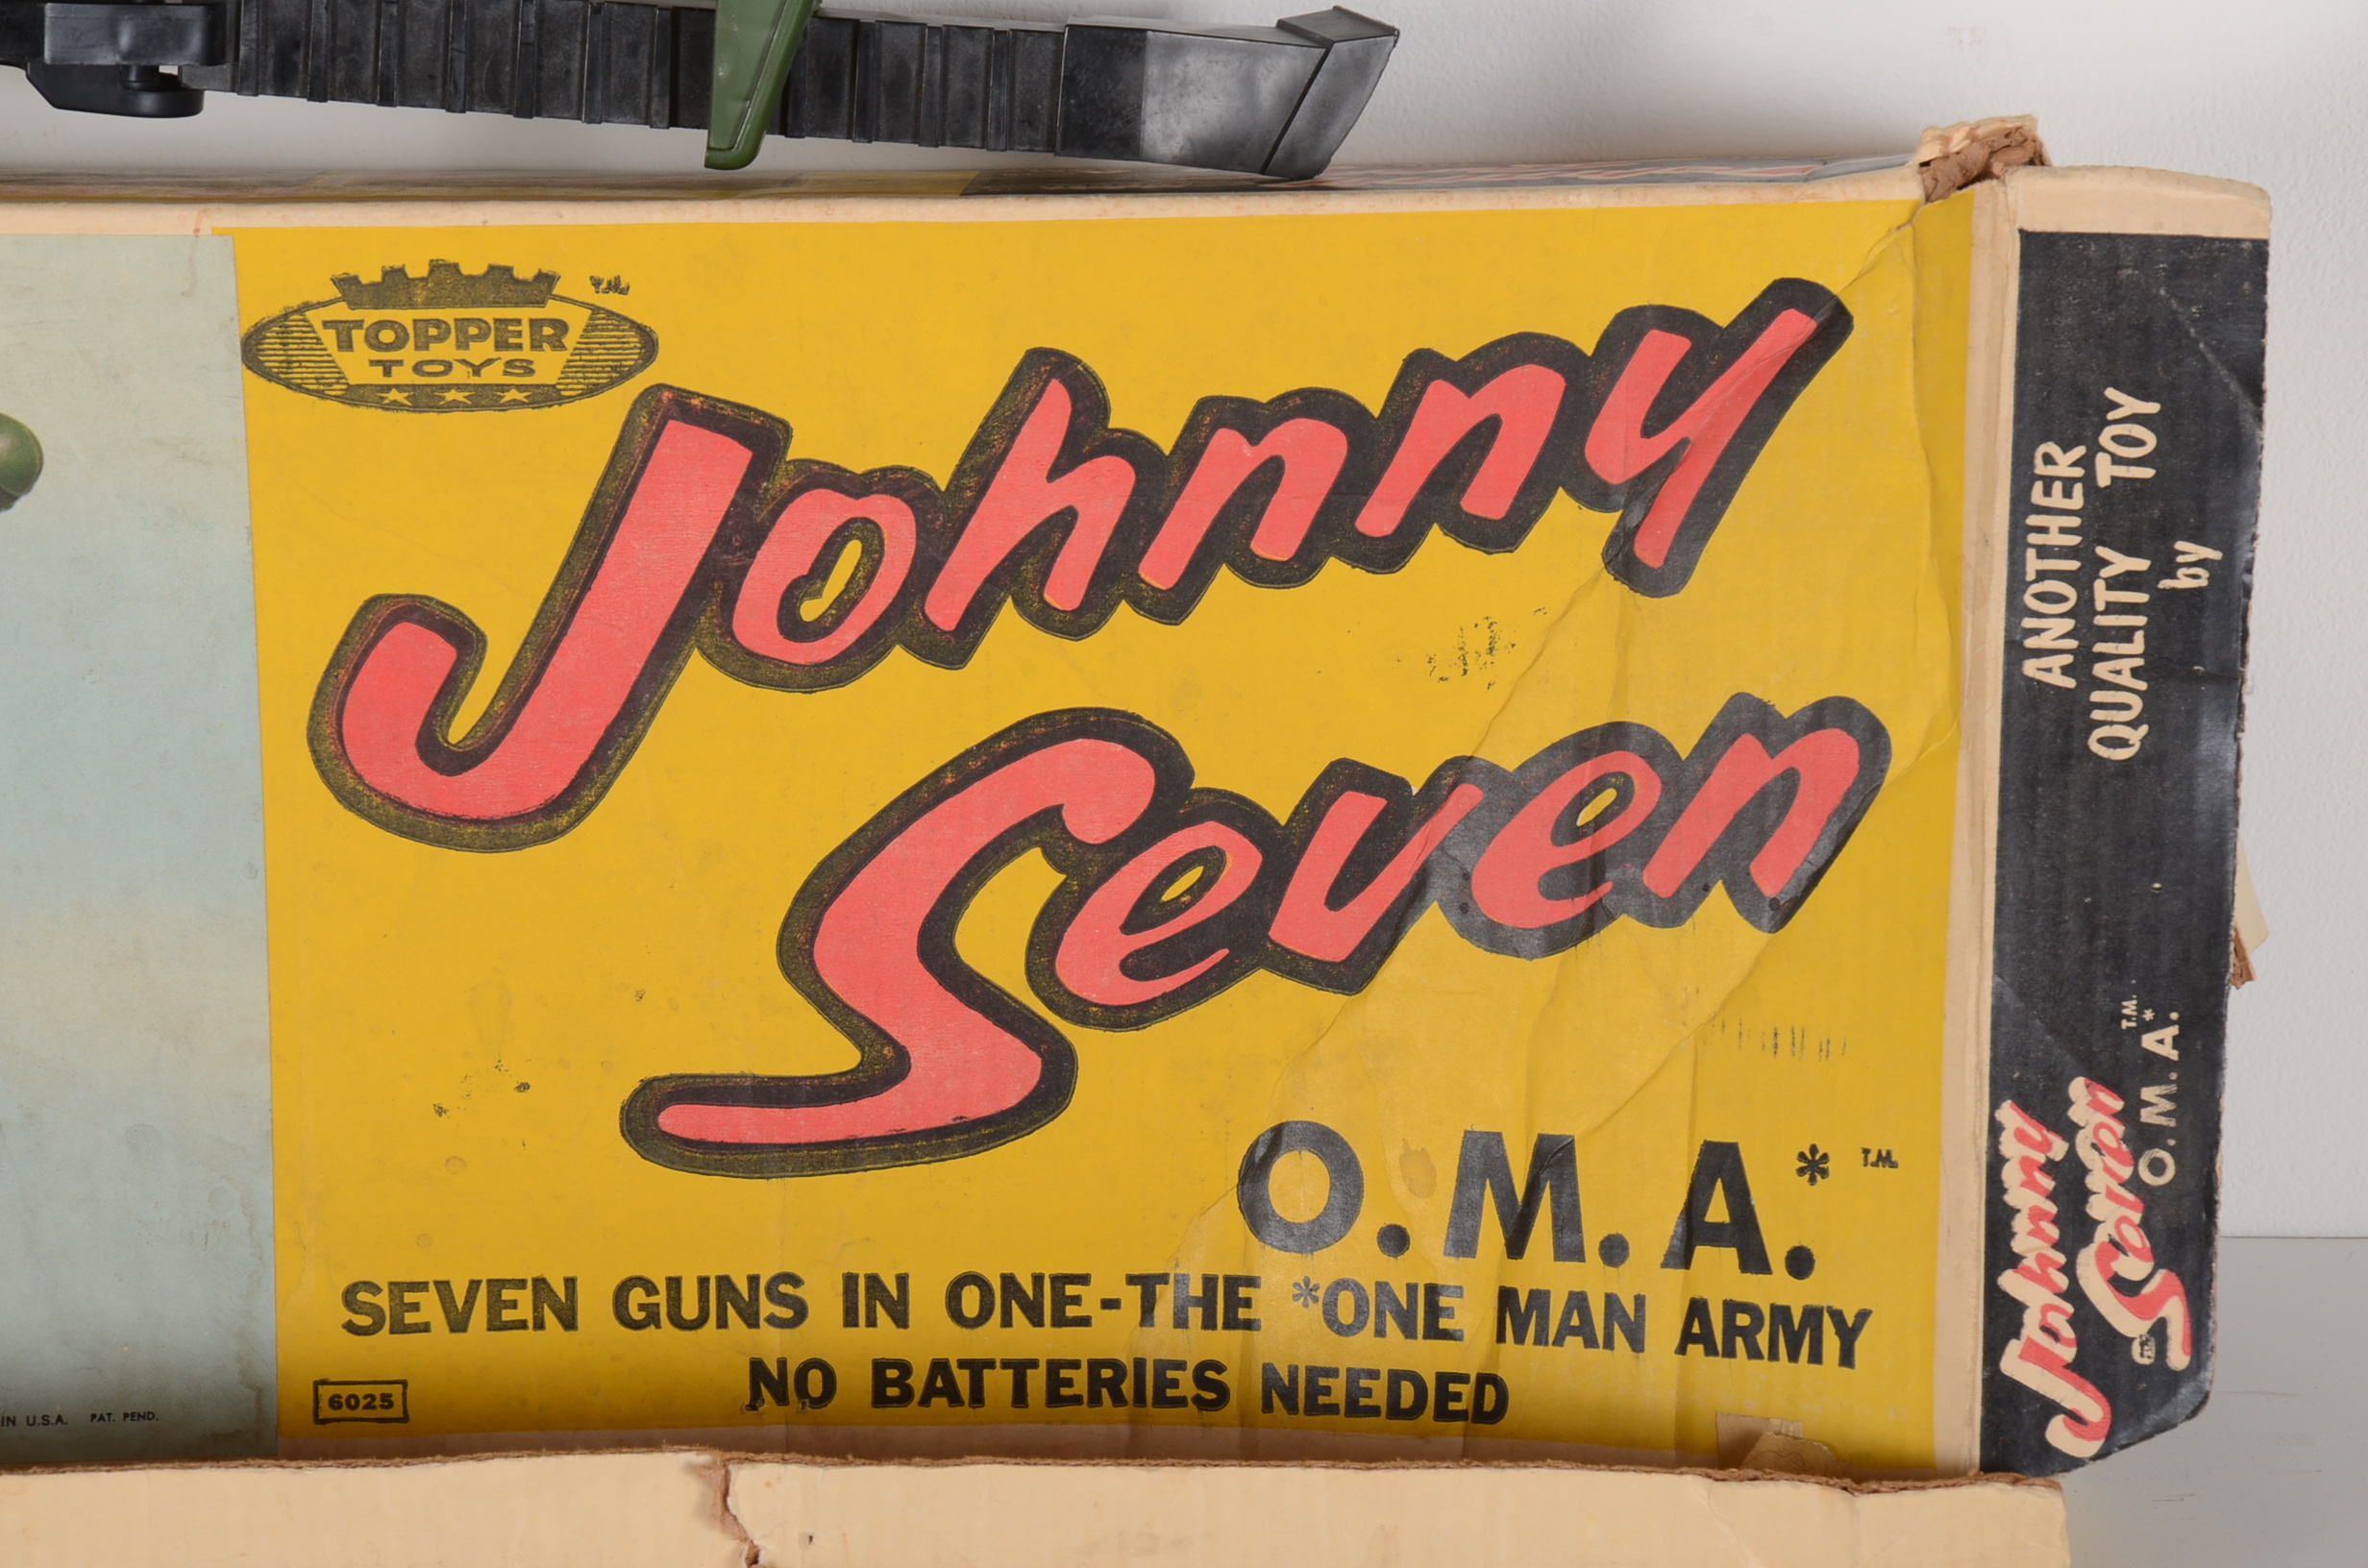 TOPPER
TOYS
T.M.
Johnny
Seven
O.M.A.* T.M.
SEVEN GUNS IN ONE-THE *ONE MAN ARMY
NO BATTERIES NEEDED
6025
IN U.S.A. PAT. PEND.
ANOTHER
QUALITY TOY
by
Johnny
Seven
O.M.A.* T.M.